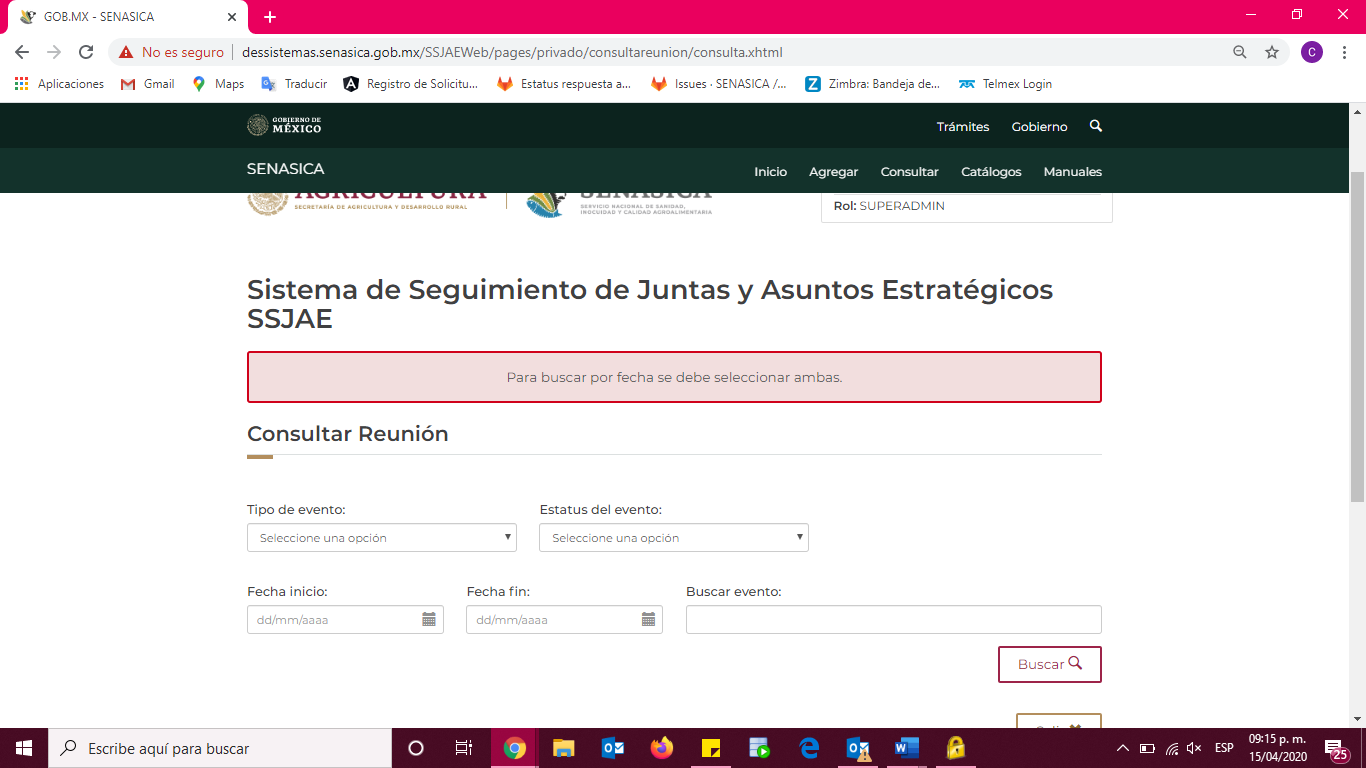 GOB.MX - SENASICA
No es seguro
dessistemas.senasica.gob.mx/SSJAEWeb/pages/privado/consultareunion/consulta.xhtml
C
Aplicaciones
Gmail
Maps
Traducir
Registro de Solicitu...
Estatus respuesta a...
Issues · SENASICA /...
Zimbra: Bandeja de...
Telmex Login
GOBIERNO DE
MÉXICO
Trámites
Gobierno
SENASICA
Inicio
Agregar
Consultar
Catálogos
Manuales
AGRICULTURA
SECRETARÍA DE AGRICULTURA Y DESARROLLO RURAL
SENASICA
SERVICIO NACIONAL DE SANIDAD,
INOCUIDAD Y CALIDAD AGROALIMENTARIA
Rol: SUPERADMIN
Sistema de Seguimiento de Juntas y Asuntos Estratégicos
SSJAE
Para buscar por fecha se debe seleccionar ambas.
Consultar Reunión
Tipo de evento:
Estatus del evento:
Seleccione una opción
Seleccione una opción
Fecha inicio:
Fecha fin:
Buscar evento:
dd/mm/aaaa
dd/mm/aaaa
Buscar
Escribe aquí para buscar
ESP
09:15 p. m.
15/04/2020
25